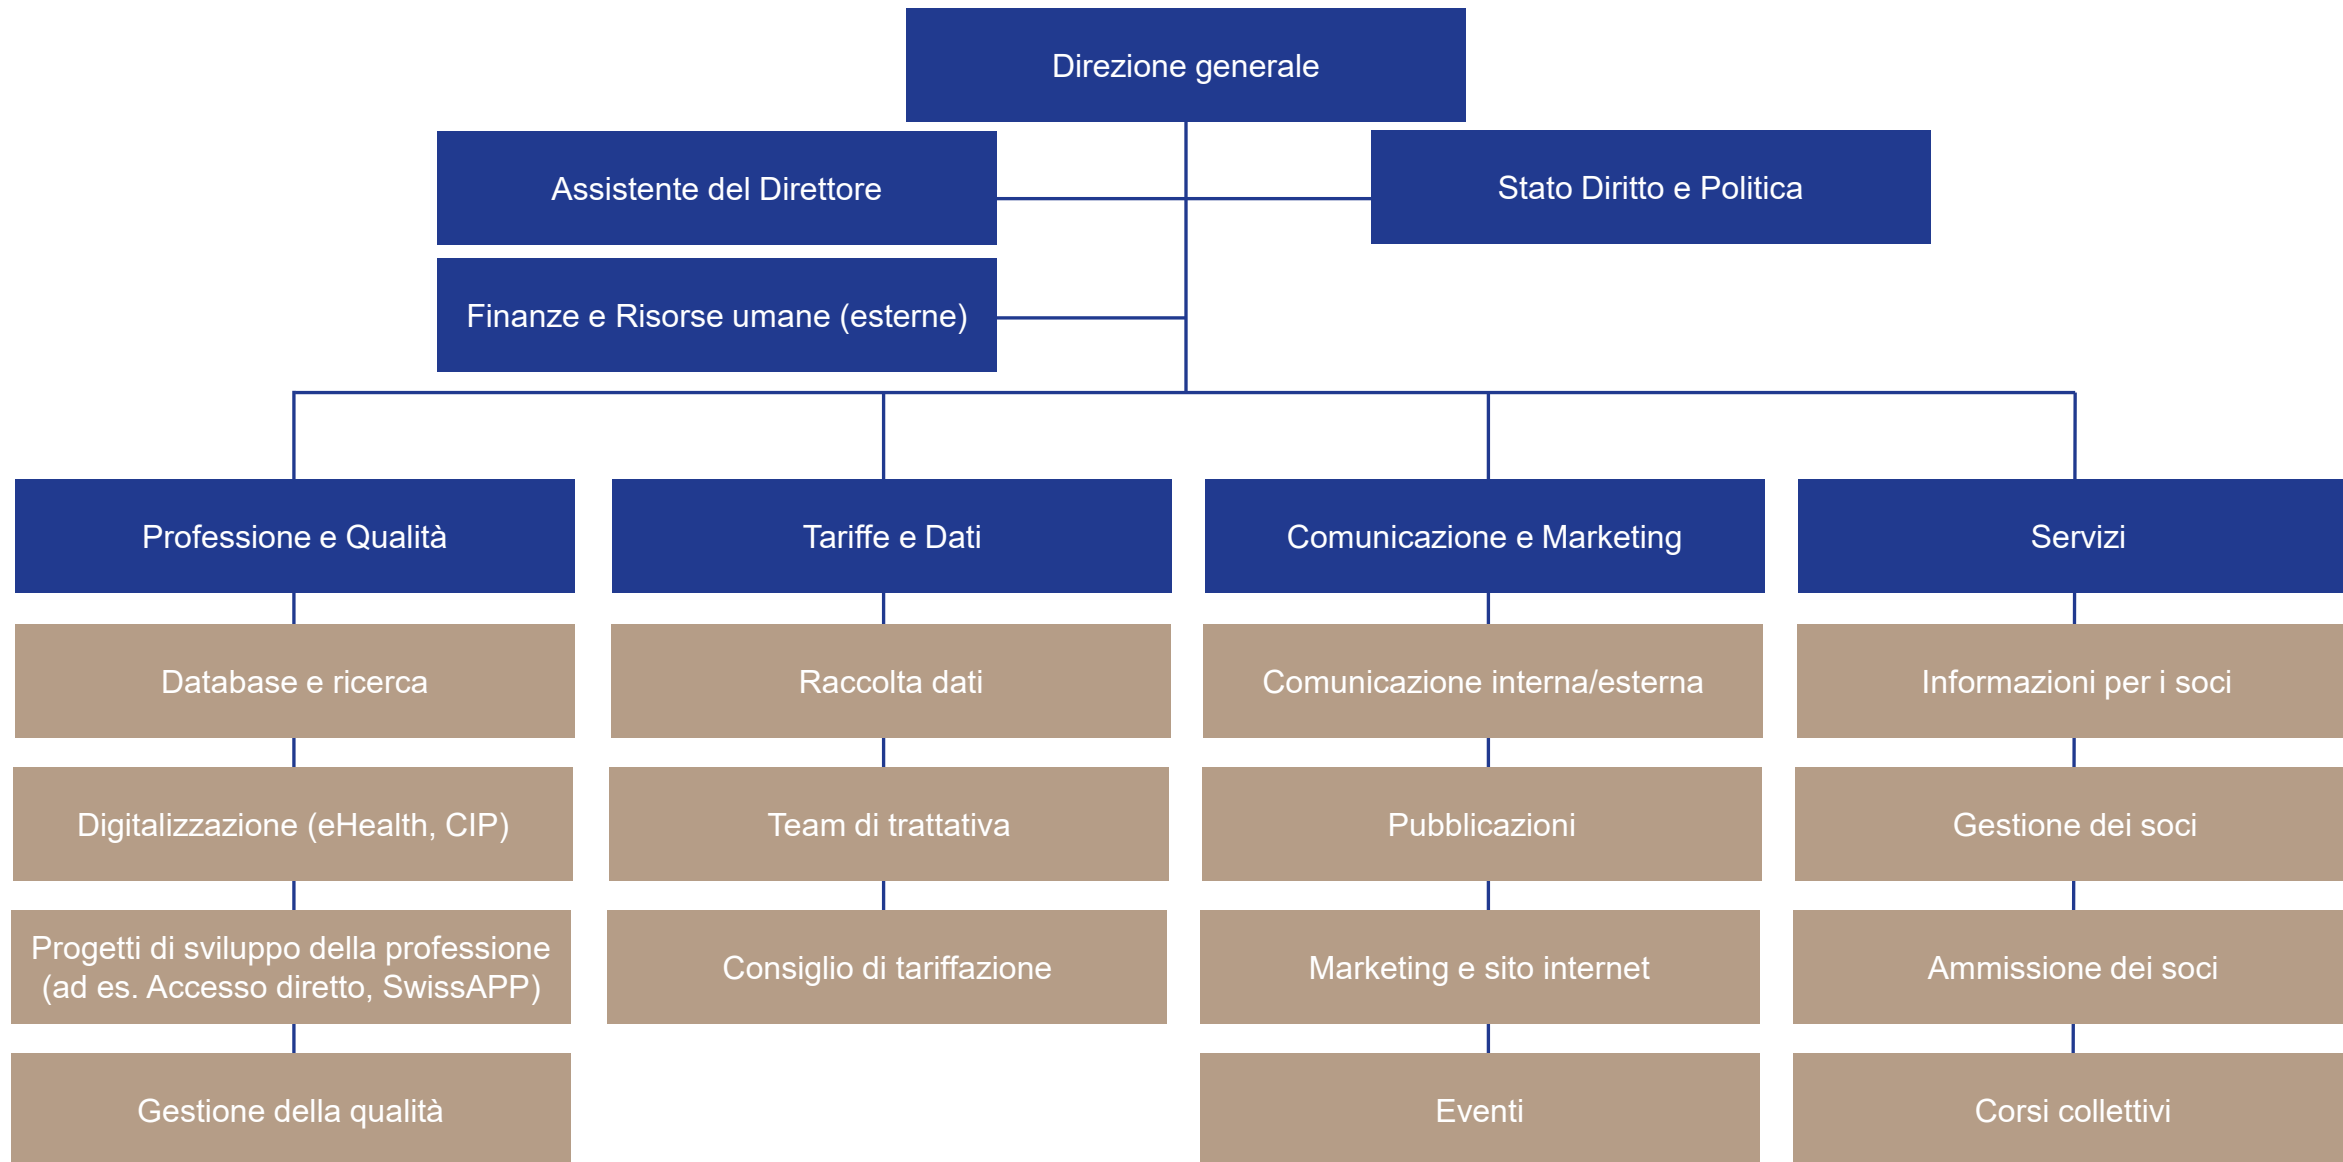 Direzione generale
Assistente del Direttore
Stato Diritto e Politica
Finanze e Risorse umane (esterne)
Professione e Qualità
Tariffe e Dati
Comunicazione e Marketing
Servizi
Database e ricerca
Raccolta dati
Comunicazione interna/esterna
Informazioni per i soci
Digitalizzazione (eHealth, CIP)
Team di trattativa
Pubblicazioni
Gestione dei soci
Progetti di sviluppo della professione
(ad es. Accesso diretto, SwissAPP)
Consiglio di tariffazione
Marketing e sito internet
Ammissione dei soci
Gestione della qualità
Eventi
Corsi collettivi